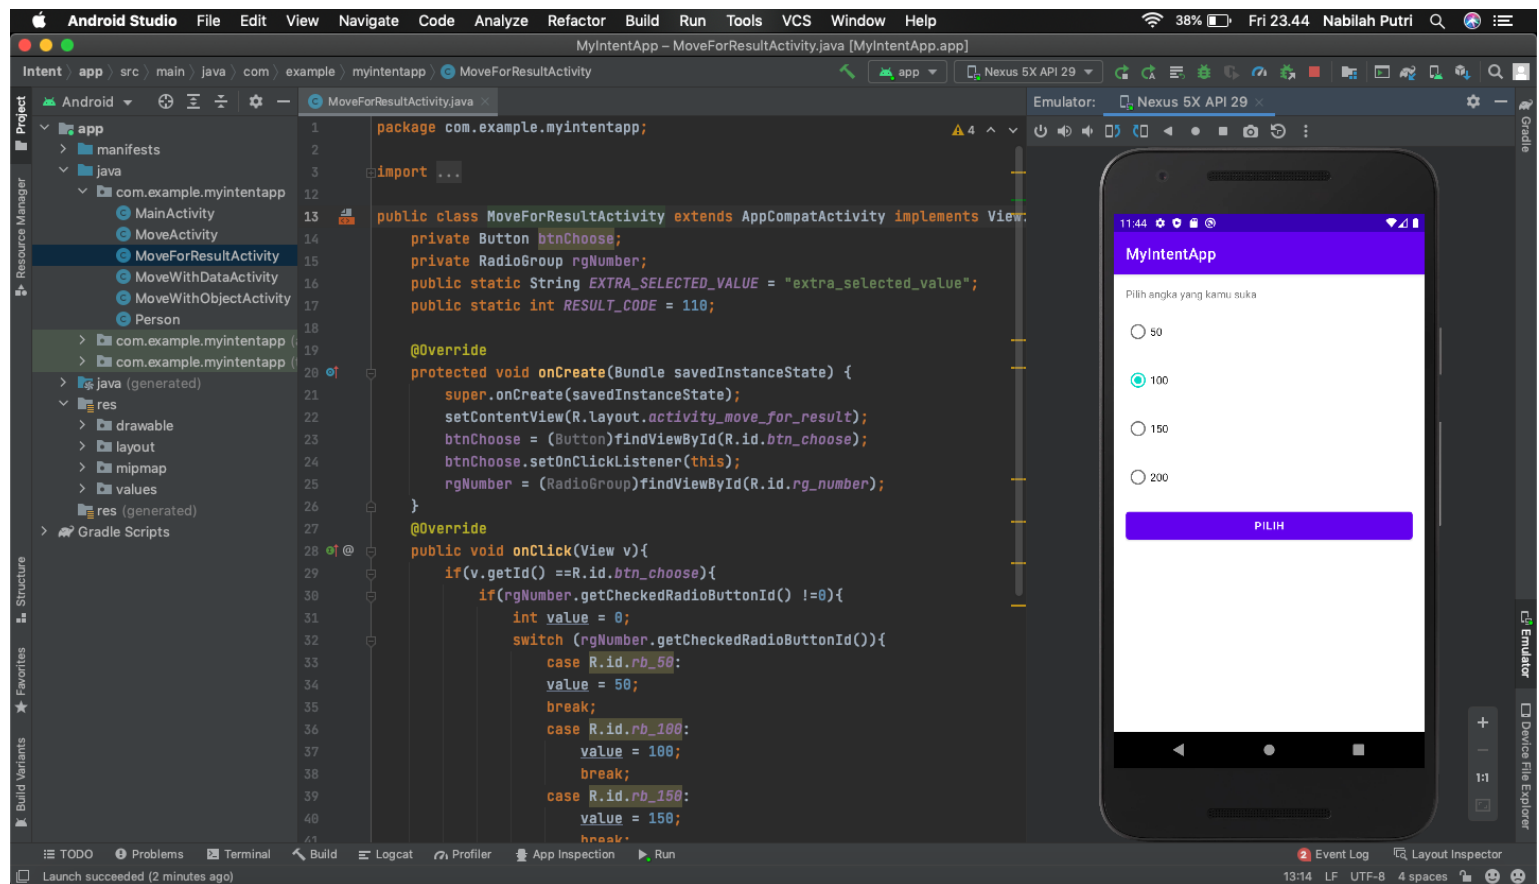 Android Studio File Edit View Navigate Code Analyze Refactor Build Run Tools VCS Window Help 38% Fri 23.44 Nabilah Putri
MyIntentApp – MoveForResultActivity.java [MyIntentApp.app]
Intent app src main java com example myintentapp MoveForResultActivity app Nexus 5X API 29
Project
Resource Manager
Structure
Favorites
Build Variants
Android
app
manifests
java
com.example.myintentapp
MainActivity
MoveActivity
MoveForResultActivity
MoveWithDataActivity
MoveWithObjectActivity
Person
com.example.myintentapp
com.example.myintentapp
java (generated)
res
drawable
layout
mipmap
values
res (generated)
Gradle Scripts
MoveForResultActivity.java
4
1 package com.example.myintentapp;
2
3 import ...
12
13 public class MoveForResultActivity extends AppCompatActivity implements View.
14 private Button btnChoose;
15 private RadioGroup rgNumber;
16 public static String EXTRA_SELECTED_VALUE = "extra_selected_value";
17 public static int RESULT_CODE = 110;
18
19 @Override
20 protected void onCreate(Bundle savedInstanceState) {
21 super.onCreate(savedInstanceState);
22 setContentView(R.layout.activity_move_for_result);
23 btnChoose = (Button)findViewById(R.id.btn_choose);
24 btnChoose.setOnClickListener(this);
25 rgNumber = (RadioGroup)findViewById(R.id.rg_number);
26 }
27 @Override
28 @ public void onClick(View v){
29 if(v.getId() ==R.id.btn_choose){
30 if(rgNumber.getCheckedRadioButtonId() !=0){
31 int value = 0;
32 switch (rgNumber.getCheckedRadioButtonId()){
33 case R.id.rb_50:
34 value = 50;
35 break;
36 case R.id.rb_100:
37 value = 100;
38 break;
39 case R.id.rb_150:
40 value = 150;
41 break;
Emulator: Nexus 5X API 29
11:44
MyIntentApp
Pilih angka yang kamu suka
50
100
150
200
PILIH
1:1
Gradle
Emulator
Device File Explorer
TODO Problems Terminal Build Logcat Profiler App Inspection Run 2 Event Log Layout Inspector
Launch succeeded (2 minutes ago) 13:14 LF UTF-8 4 spaces